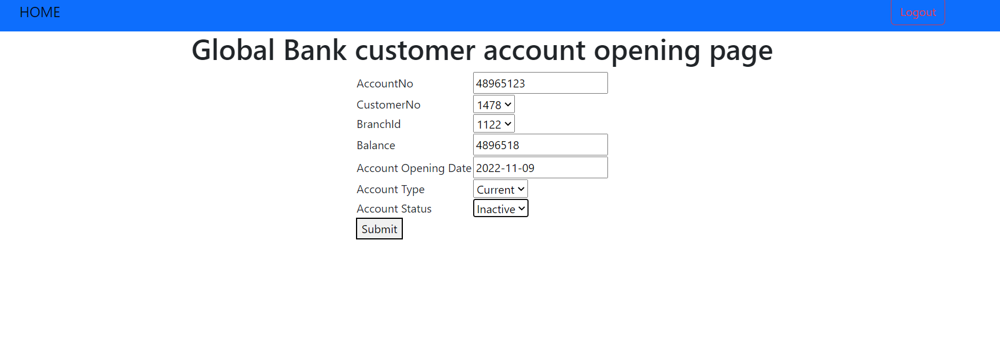 HOME Logout
Global Bank customer account opening page
AccountNo 48965123
CustomerNo 1478
BranchId 1122
Balance 4896518
Account Opening Date 2022-11-09
Account Type Current
Account Status Inactive
Submit